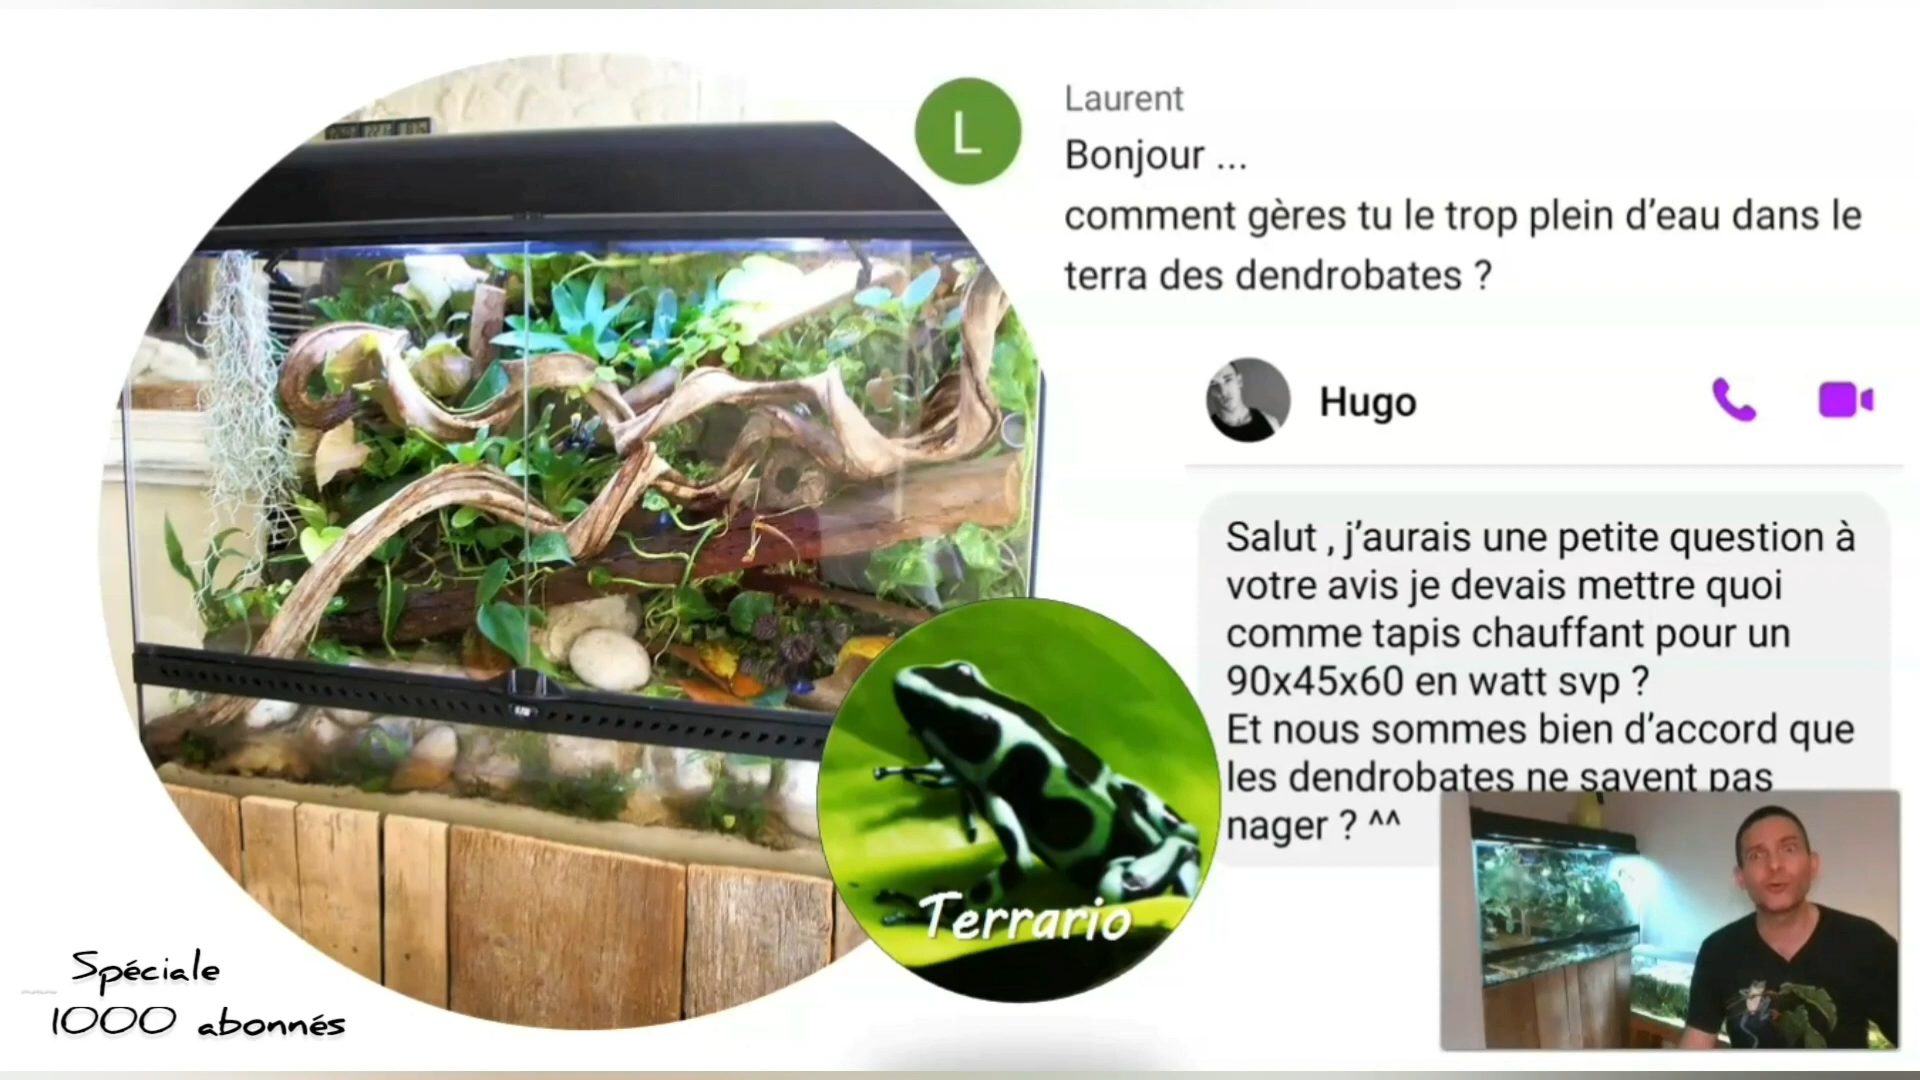 L
Laurent
Bonjour ...
comment gères tu le trop plein d’eau dans le
terra des dendrobates ?
Hugo
Salut , j’aurais une petite question à
votre avis je devais mettre quoi
comme tapis chauffant pour un
90x45x60 en watt svp ?
Et nous sommes bien d’accord que
les dendrobates ne savent pas
nager ? ^^
Terrario
Spéciale
1000 abonnés